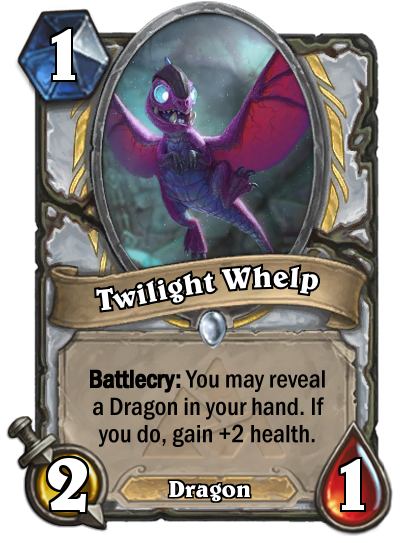 1
Twilight Whelp
Battlecry: You may reveal
a Dragon in your hand. If
you do, gain +2 health.
2
Dragon
1